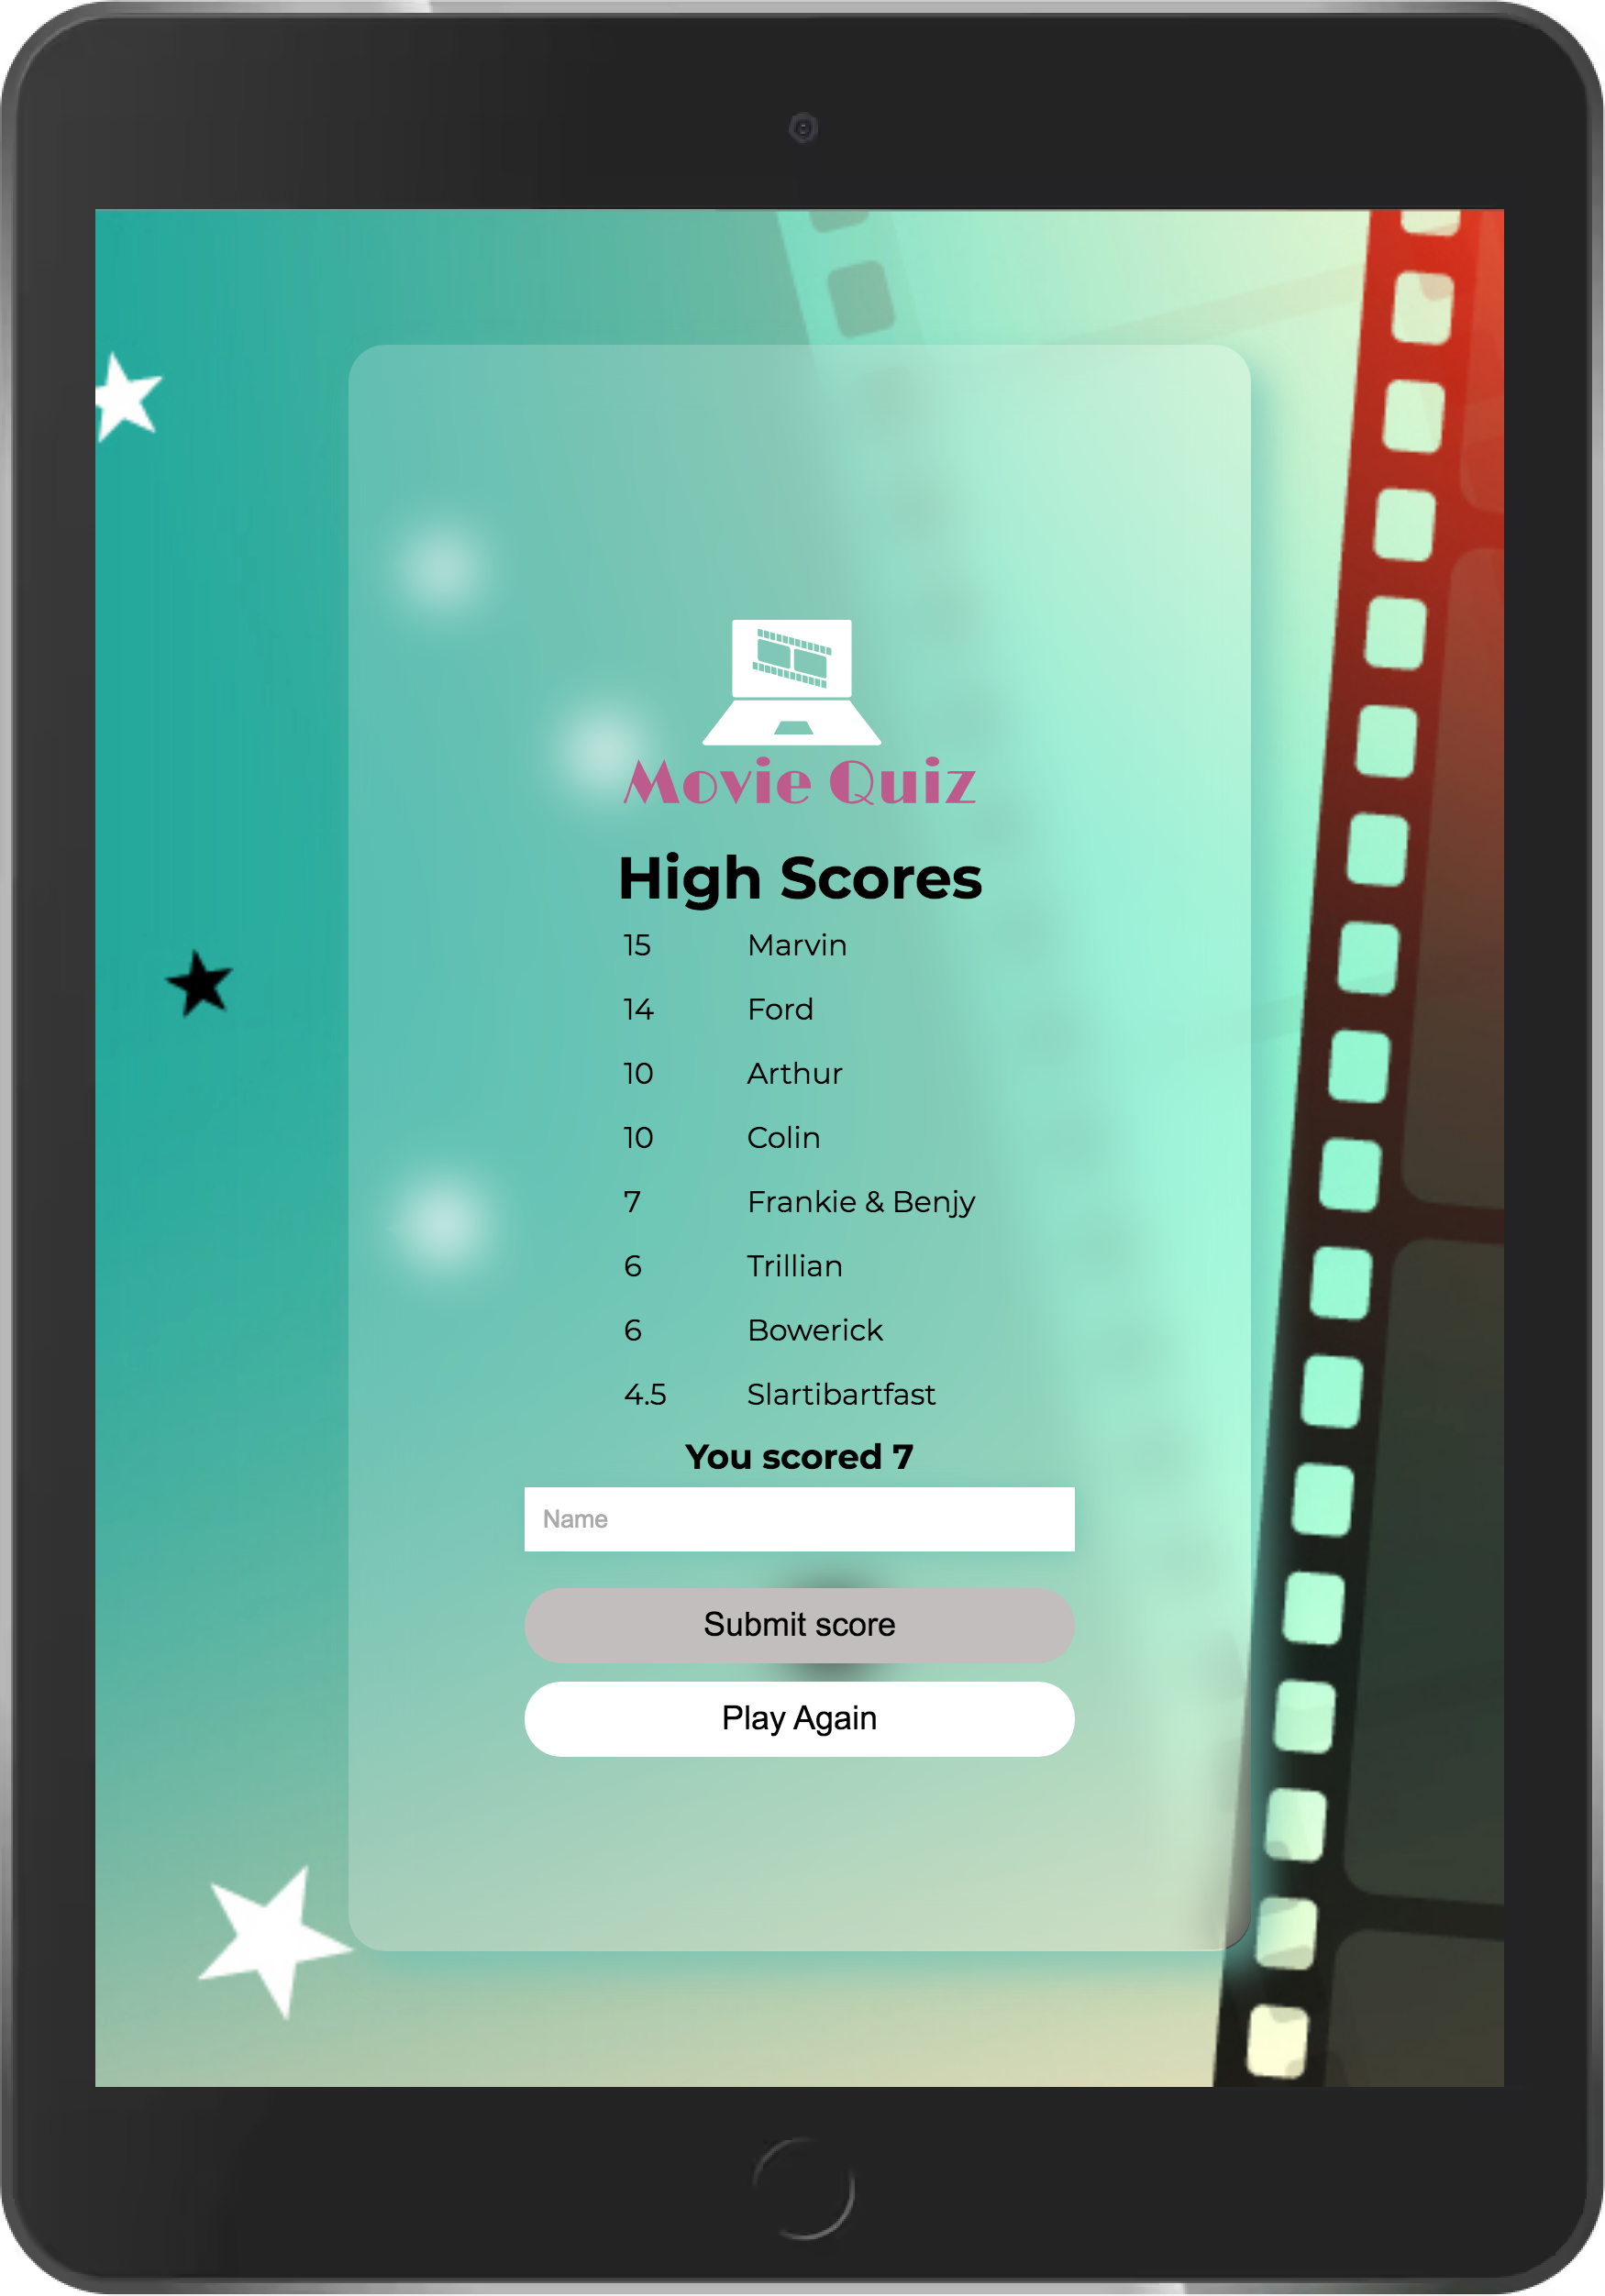 Movie Quiz
High Scores
15 Marvin
14 Ford
10 Arthur
10 Colin
7 Frankie & Benjy
6 Trillian
6 Bowerick
4.5 Slartibartfast
You scored 7
Name
Submit score
Play Again